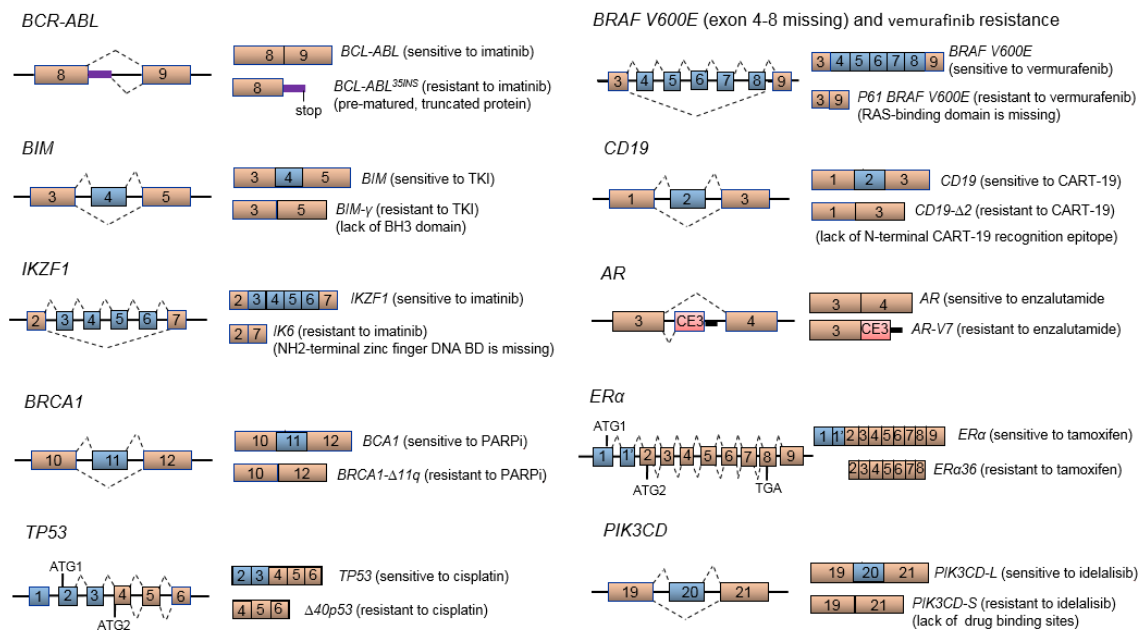 BCR-ABL
8 9
8 9 BCL-ABL (sensitive to imatinib)
8 BCL-ABL35INS (resistant to imatinib)
stop (pre-matured, truncated protein)
BIM
3 4 5
3 4 5 BIM (sensitive to TKI)
3 5 BIM-γ (resistant to TKI)
(lack of BH3 domain)
IKZF1
2 3 4 5 6 7
2 3 4 5 6 7 IKZF1 (sensitive to imatinib)
2 7 IK6 (resistant to imatinib)
(NH2-terminal zinc finger DNA BD is missing)
BRCA1
10 11 12
10 11 12 BCA1 (sensitive to PARPi)
10 12 BRCA1-Δ11q (resistant to PARPi)
TP53
ATG1
1 2 3 4 5 6
ATG2
2 3 4 5 6 TP53 (sensitive to cisplatin)
4 5 6 Δ40p53 (resistant to cisplatin)
BRAF V600E (exon 4-8 missing) and vemurafinib resistance
3 4 5 6 7 8 9
3 4 5 6 7 8 9 BRAF V600E
(sensitive to vermurafenib)
3 9 P61 BRAF V600E (resistant to vermurafenib)
(RAS-binding domain is missing)
CD19
1 2 3
1 2 3 CD19 (sensitive to CART-19)
1 3 CD19-Δ2 (resistant to CART-19)
(lack of N-terminal CART-19 recognition epitope)
AR
3 CE3 4
3 4 AR (sensitive to enzalutamide
3 CE3 AR-V7 (resistant to enzalutamide)
ERα
ATG1
1 1' 2 3 4 5 6 7 8 9
ATG2 TGA
1 1' 2 3 4 5 6 7 8 9 ERα (sensitive to tamoxifen)
2 3 4 5 6 7 8 ERα36 (resistant to tamoxifen)
PIK3CD
19 20 21
19 20 21 PIK3CD-L (sensitive to idelalisib)
19 21 PIK3CD-S (resistant to idelalisib)
(lack of drug binding sites)